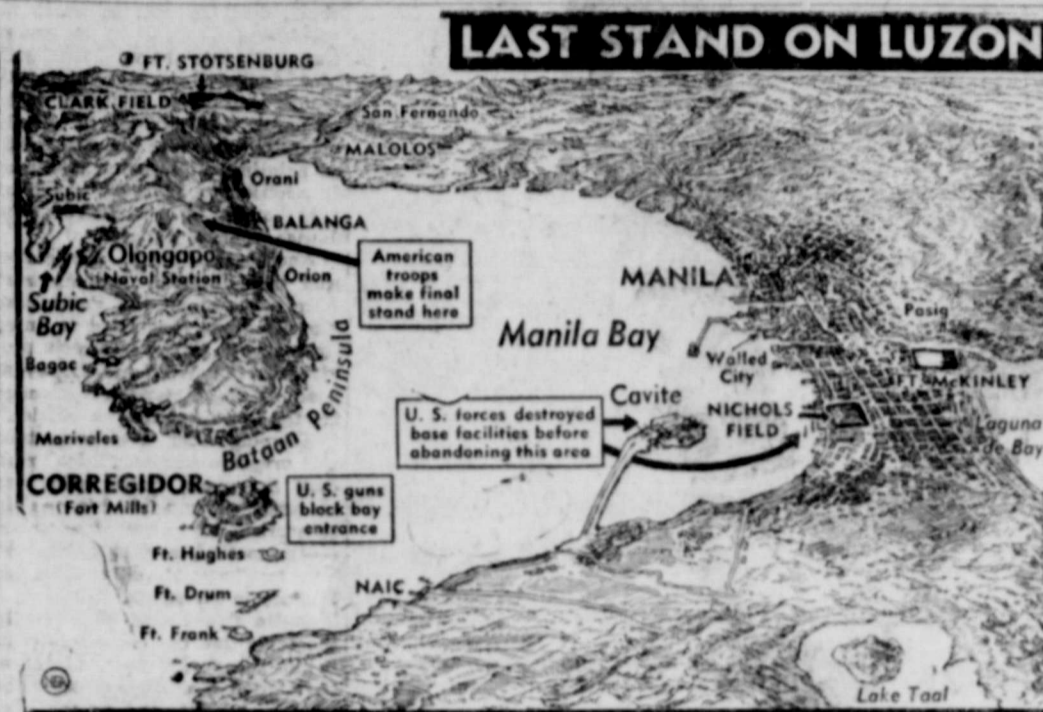 LAST STAND ON LUZON
FT. STOTSENBURG
CLARK FIELD
San Fernando
MALOLOS
Orani
Subic
BALANGA
American
troops
make final
stand here
Olongapo
Naval Station
Orion
MANILA
Subic
Bay
Manila Bay
Pasig
Walled
City
Bagac
FT. McKINLEY
Bataan Peninsula
Cavite
U. S. forces destroyed
base facilities before
abandoning this area
NICHOLS
FIELD
Laguna
de Bay
Mariveles
CORREGIDOR
(Fort Mills)
U. S. guns
block bay
entrance
Ft. Hughes
Ft. Drum
NAIC
Ft. Frank
Lake Taal